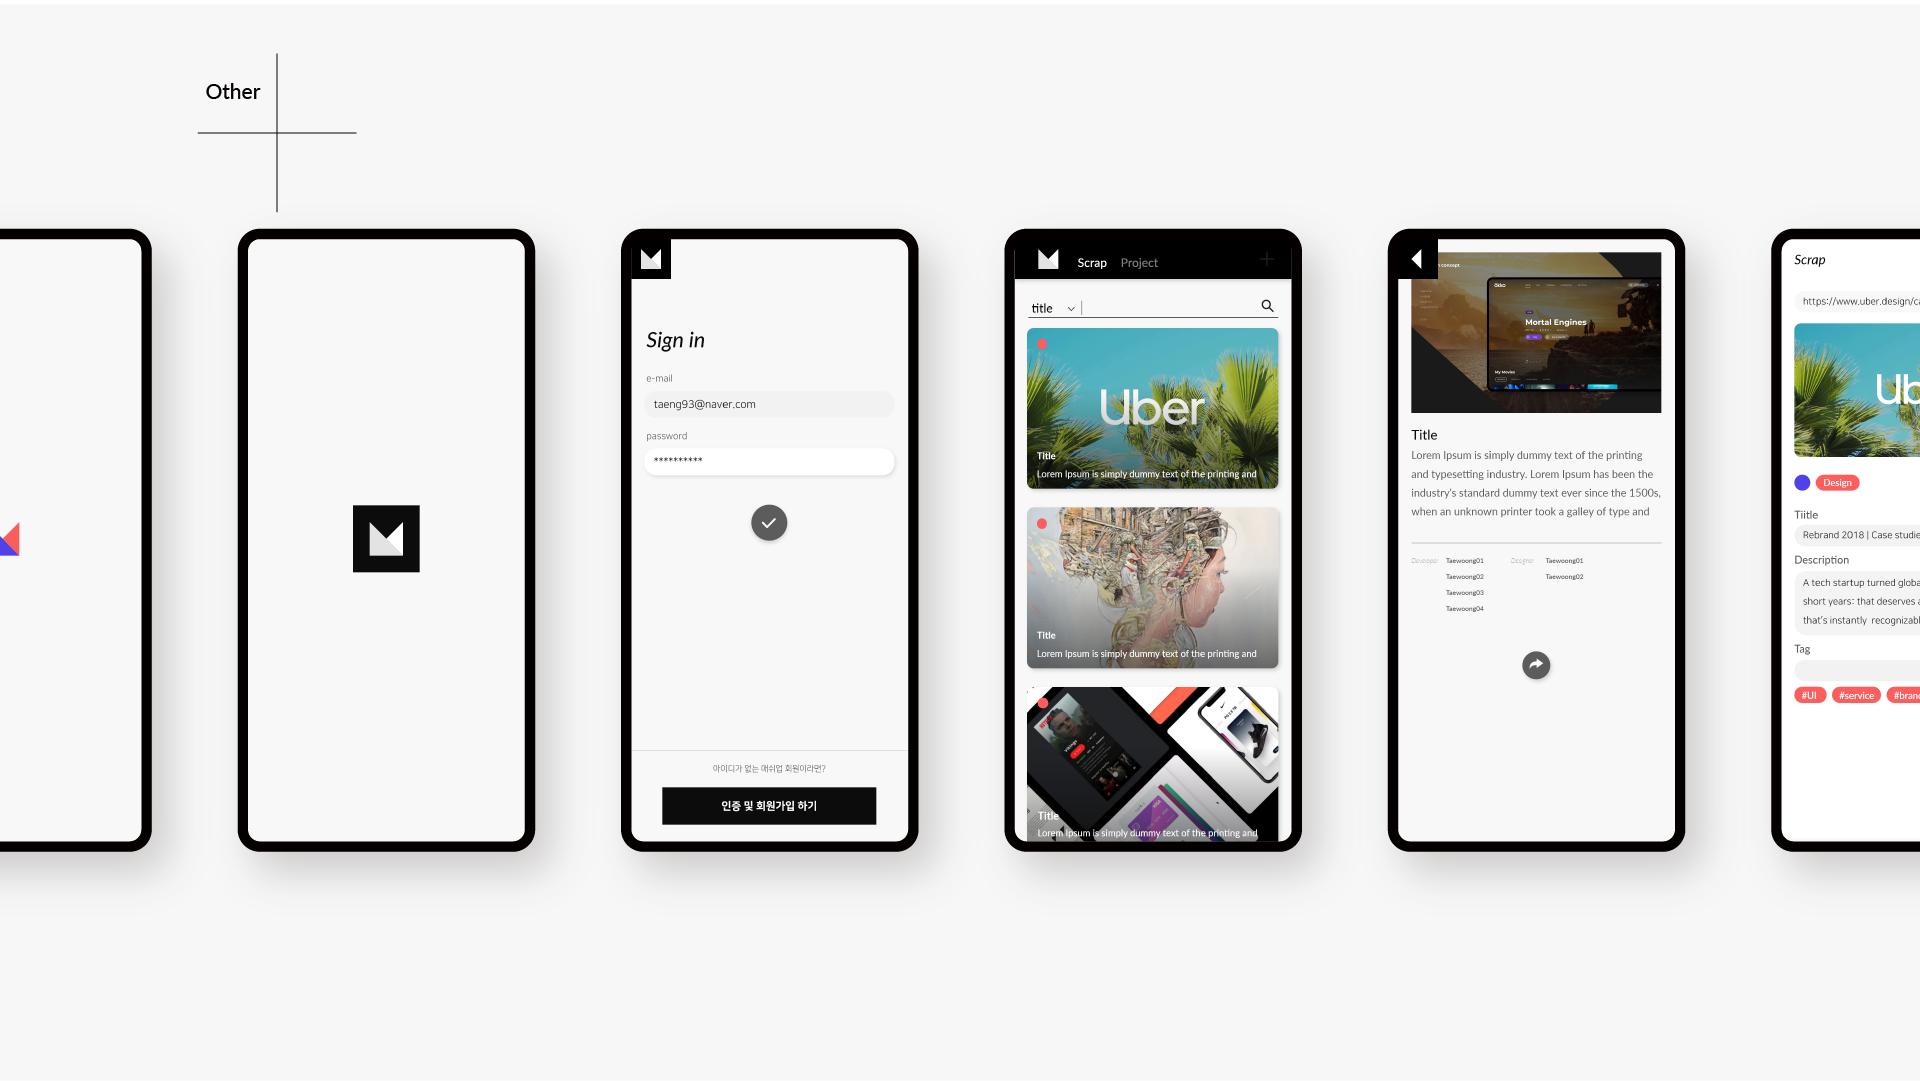 Other
Sign in
e-mail
taeng93@naver.com
password
**********
아이디가 없는 매쉬업 회원이라면?
인증 및 회원가입 하기
Scrap Project
title
Uber
Title
Lorem Ipsum is simply dummy text of the printing and
Title
Lorem Ipsum is simply dummy text of the printing and
Vikings
Title
Lorem Ipsum is simply dummy text of the printing and
concept
Mortal Engines
My Movies
Title
Lorem Ipsum is simply dummy text of the printing
and typesetting industry. Lorem Ipsum has been the
industry's standard dummy text ever since the 1500s,
when an unknown printer took a galley of type and
Developer Taewoong01 Designer Taewoong01
Taewoong02 Taewoong02
Taewoong03
Taewoong04
Scrap
https://www.uber.design/ca
Ub
Design
Tiitle
Rebrand 2018 | Case studie
Description
A tech startup turned globa
short years: that deserves a
that's instantly recognizabl
Tag
#UI #service #bran